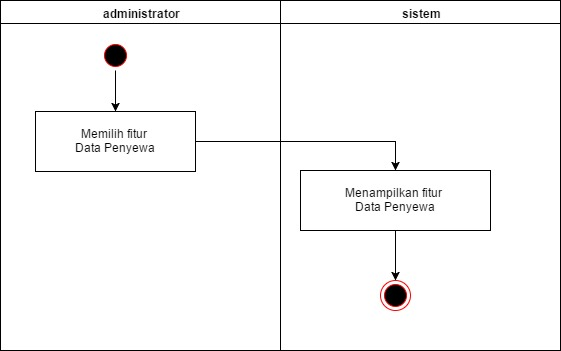 administrator
sistem
Memilih fitur
Data Penyewa
Menampilkan fitur
Data Penyewa